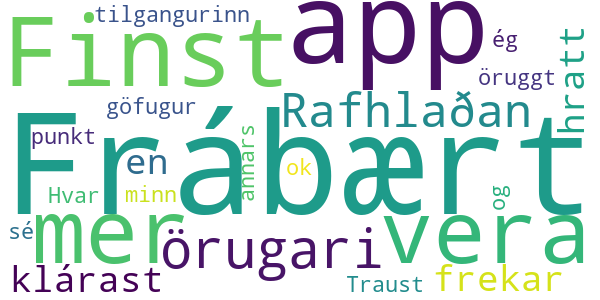 tilgangurinn
app
Finst
ég
hratt
öruggt
göfugur
Rafhlaðan
Frábært
punkt
en
annars
ok
Hvar
minn
og
mer
vera
sé
örugari
klárast
Traust
frekar